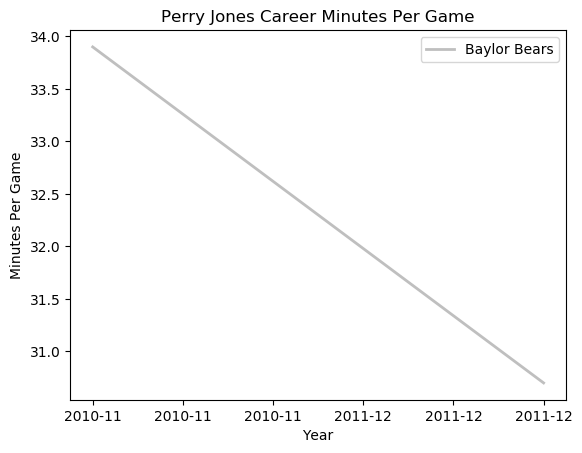 Perry Jones Career Minutes Per Game
Baylor Bears
34.0
33.5
33.0
32.5
32.0
31.5
31.0
Minutes Per Game
2010-11 2010-11 2010-11 2011-12 2011-12 2011-12
Year